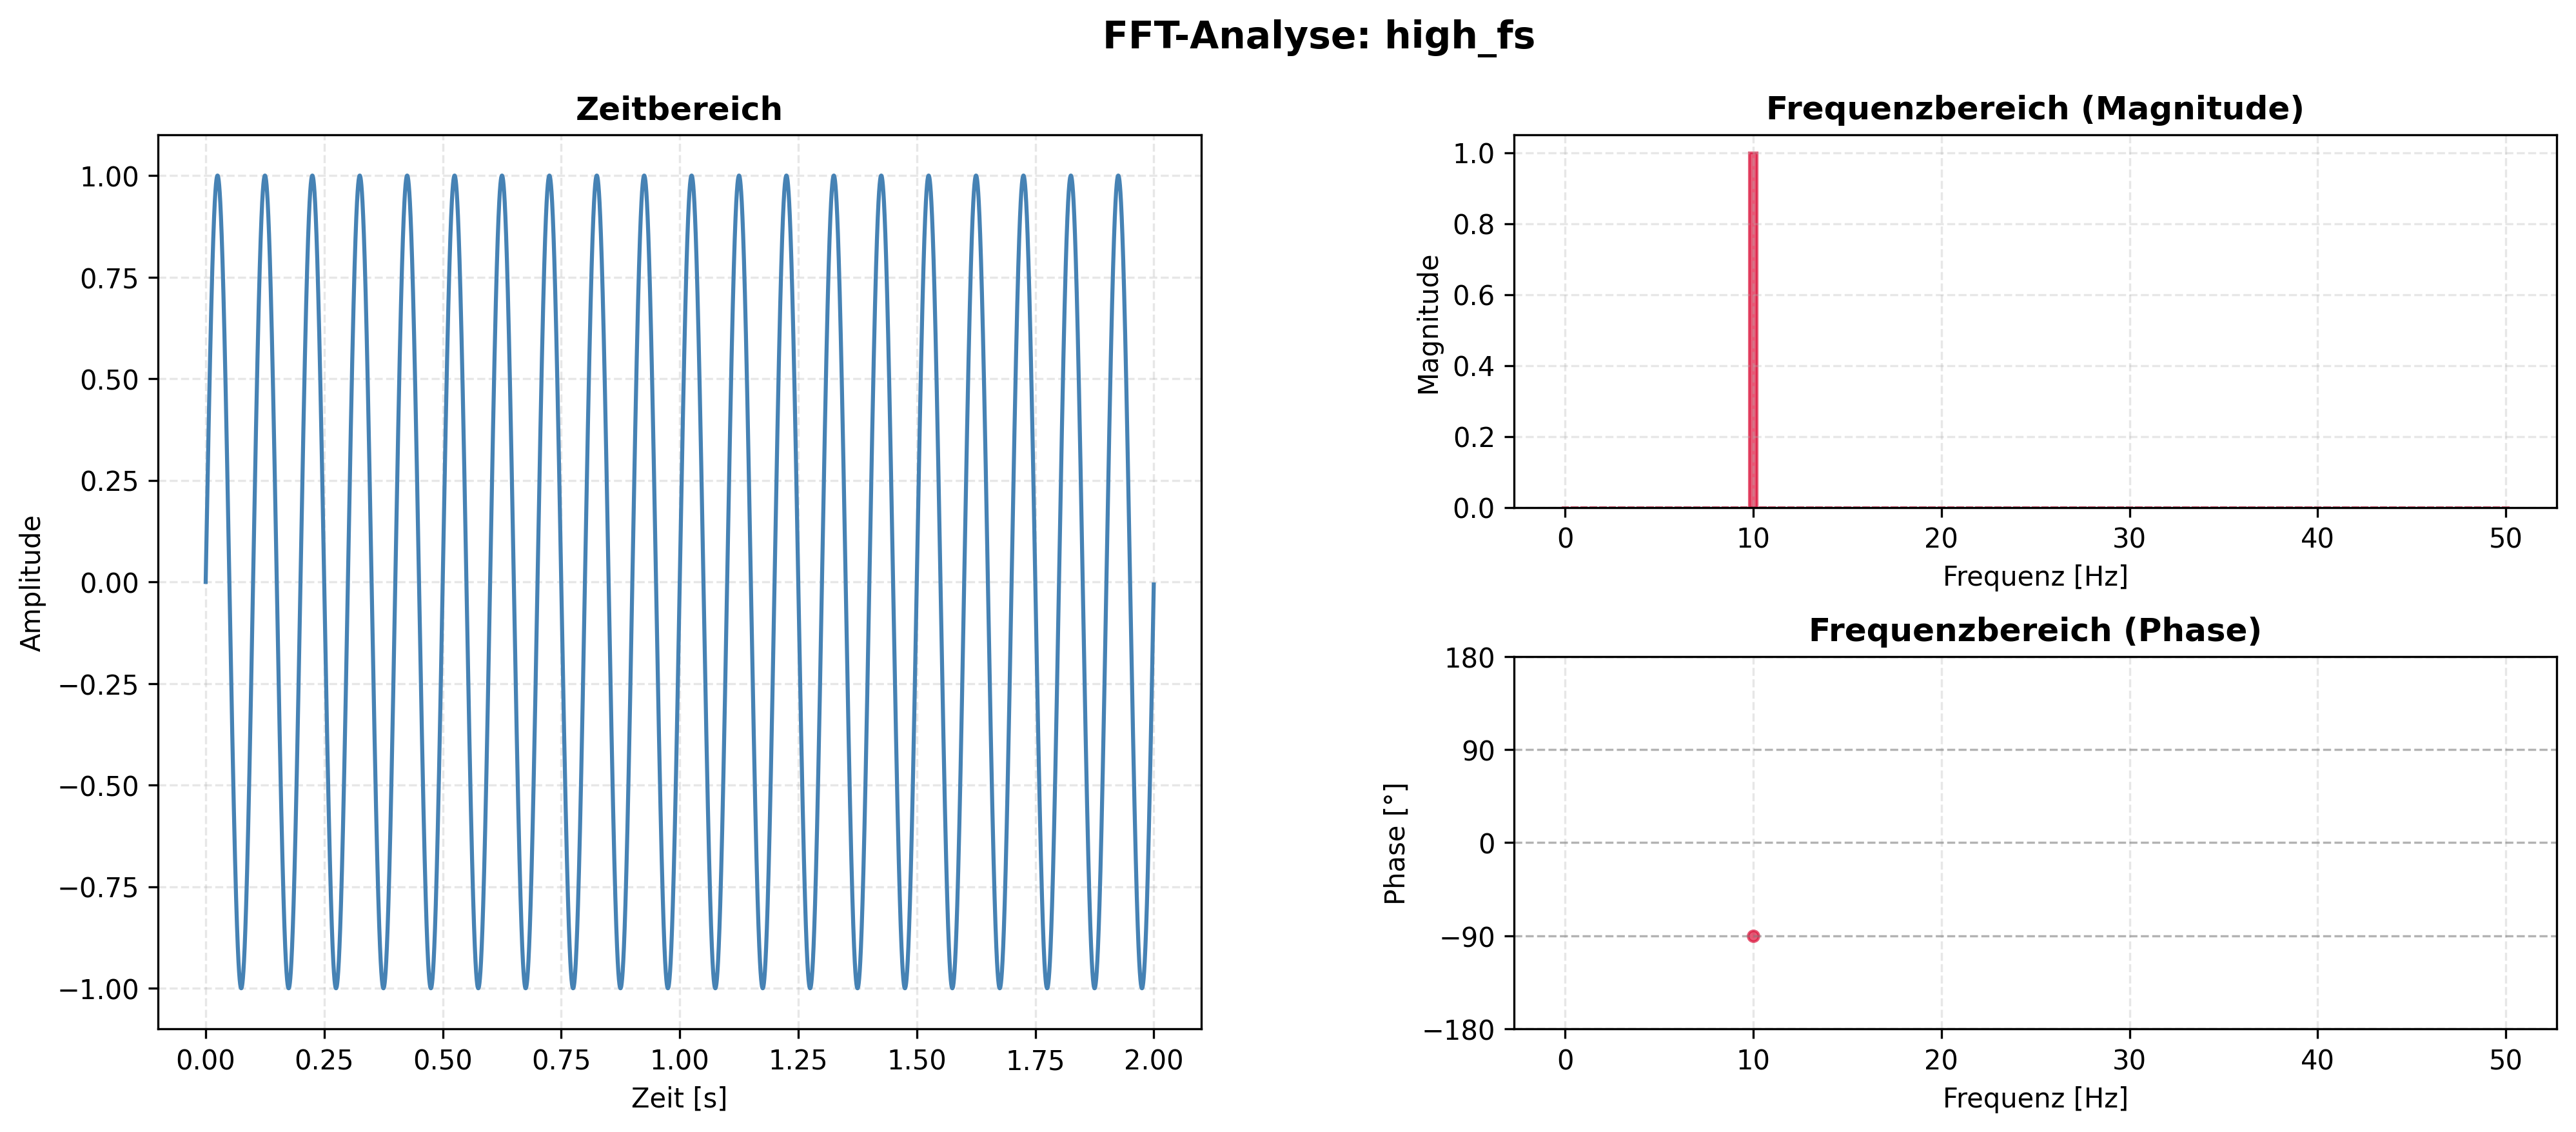 FFT-Analyse: high_fs
Zeitbereich
1.00
0.75
0.50
0.25
0.00
−0.25
−0.50
−0.75
−1.00
Amplitude
0.00 0.25 0.50 0.75 1.00 1.25 1.50 1.75 2.00
Zeit [s]
Frequenzbereich (Magnitude)
1.0
0.8
0.6
0.4
0.2
0.0
Magnitude
0 10 20 30 40 50
Frequenz [Hz]
Frequenzbereich (Phase)
180
90
0
−90
−180
Phase [°]
0 10 20 30 40 50
Frequenz [Hz]